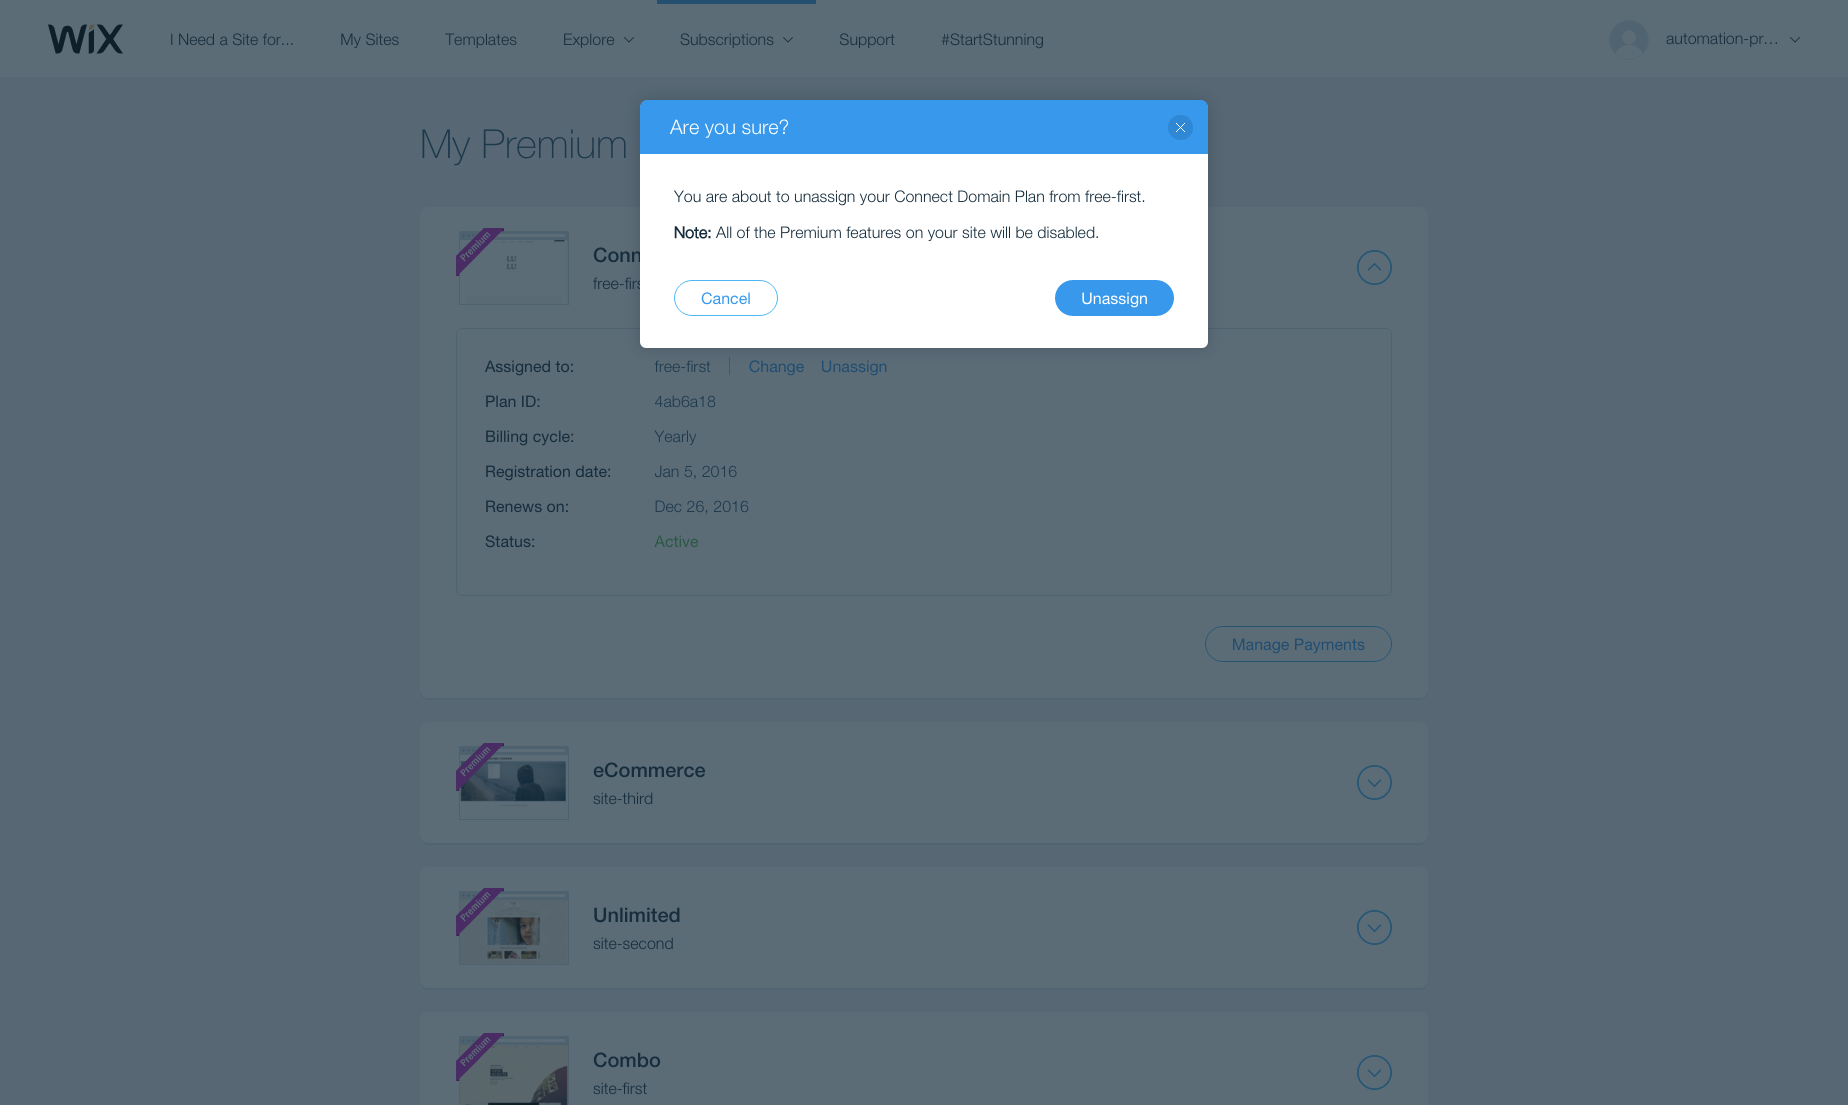 WiX
I Need a Site for...
My Sites
Templates
Explore
Subscriptions
Support
#StartStunning
automation-pr...
My Premium
Are you sure?
You are about to unassign your Connect Domain Plan from free-first.
Note: All of the Premium features on your site will be disabled.
Cancel
Unassign
Premium
Conn
free-firs
Assigned to: free-first | Change Unassign
Plan ID: 4ab6a18
Billing cycle: Yearly
Registration date: Jan 5, 2016
Renews on: Dec 26, 2016
Status: Active
Manage Payments
Premium
eCommerce
site-third
Premium
Unlimited
site-second
Premium
Combo
site-first